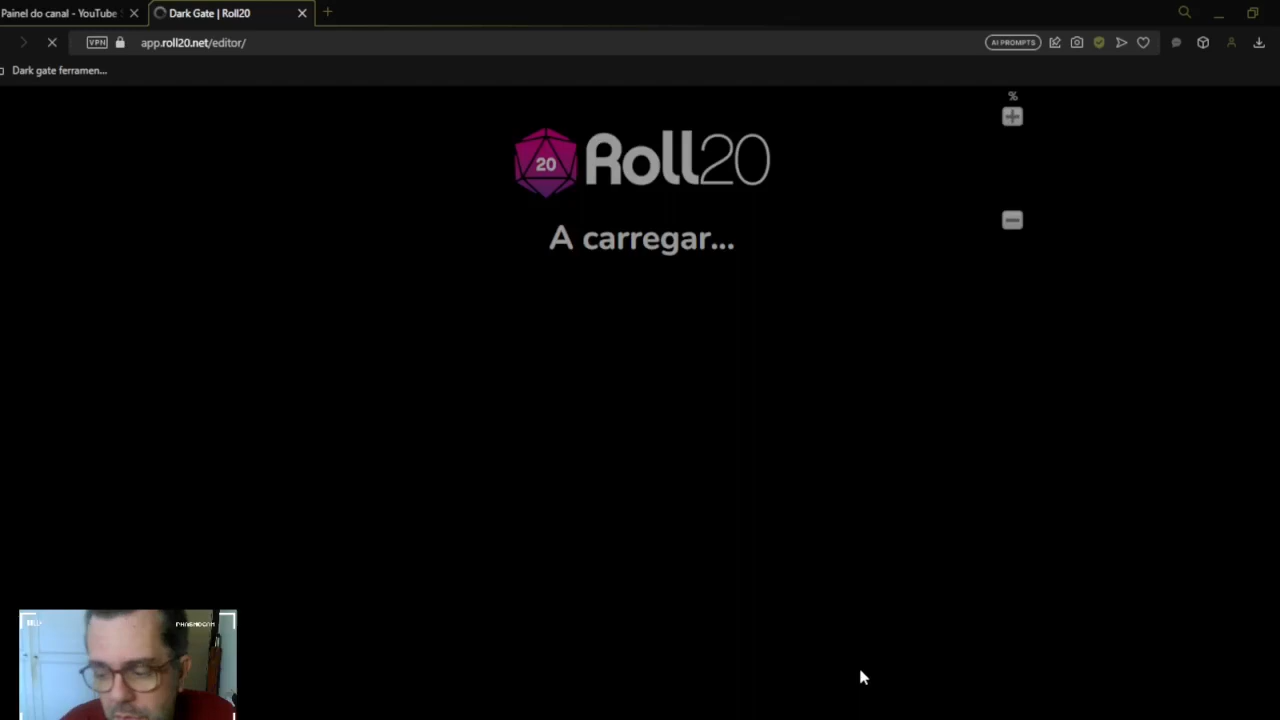 Painel do canal - YouTube
Dark Gate | Roll20
VPN
app.roll20.net/editor/
AI PROMPTS
Dark gate ferramen...
%
20
Roll20
A carregar...